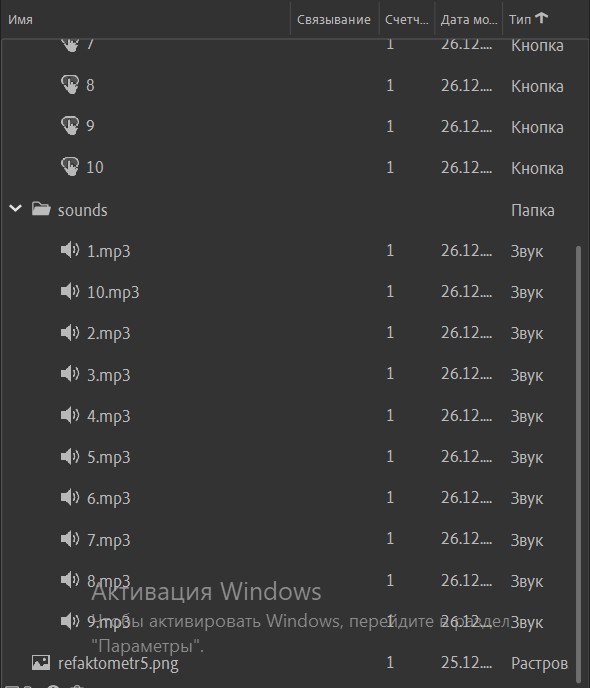 Имя Связывание Счетч... Дата мо... Тип
7 1 26.12.... Кнопка
8 1 26.12.... Кнопка
9 1 26.12.... Кнопка
10 1 26.12.... Кнопка
sounds Папка
1.mp3 1 26.12.... Звук
10.mp3 1 26.12.... Звук
2.mp3 1 26.12.... Звук
3.mp3 1 26.12.... Звук
4.mp3 1 26.12.... Звук
5.mp3 1 26.12.... Звук
6.mp3 1 26.12.... Звук
7.mp3 1 26.12.... Звук
8.mp3 1 26.12.... Звук
Активация Windows
9.mp3 1 26.12.... Звук
Чтобы активировать Windows, перейдите в раздел
"Параметры".
refaktometr5.png 1 25.12.... Растров